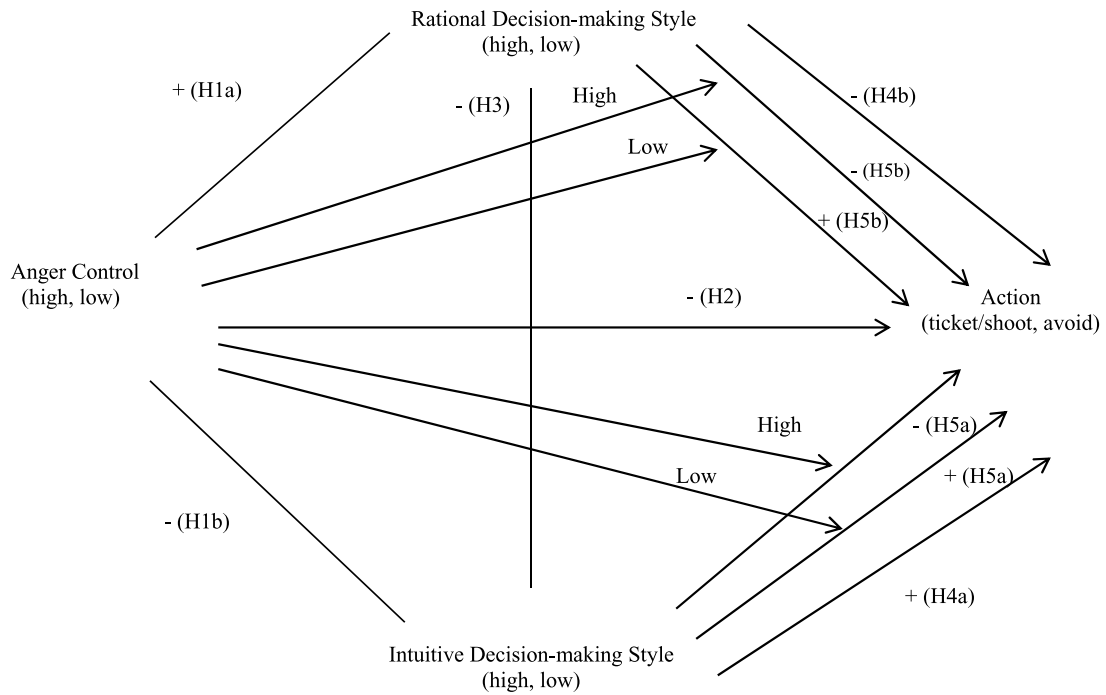 Rational Decision-making Style
(high, low)
+ (H1a)
- (H3)
High
- (H4b)
Low
- (H5b)
+ (H5b)
Anger Control
(high, low)
- (H2)
Action
(ticket/shoot, avoid)
High
- (H5a)
Low
+ (H5a)
- (H1b)
+ (H4a)
Intuitive Decision-making Style
(high, low)